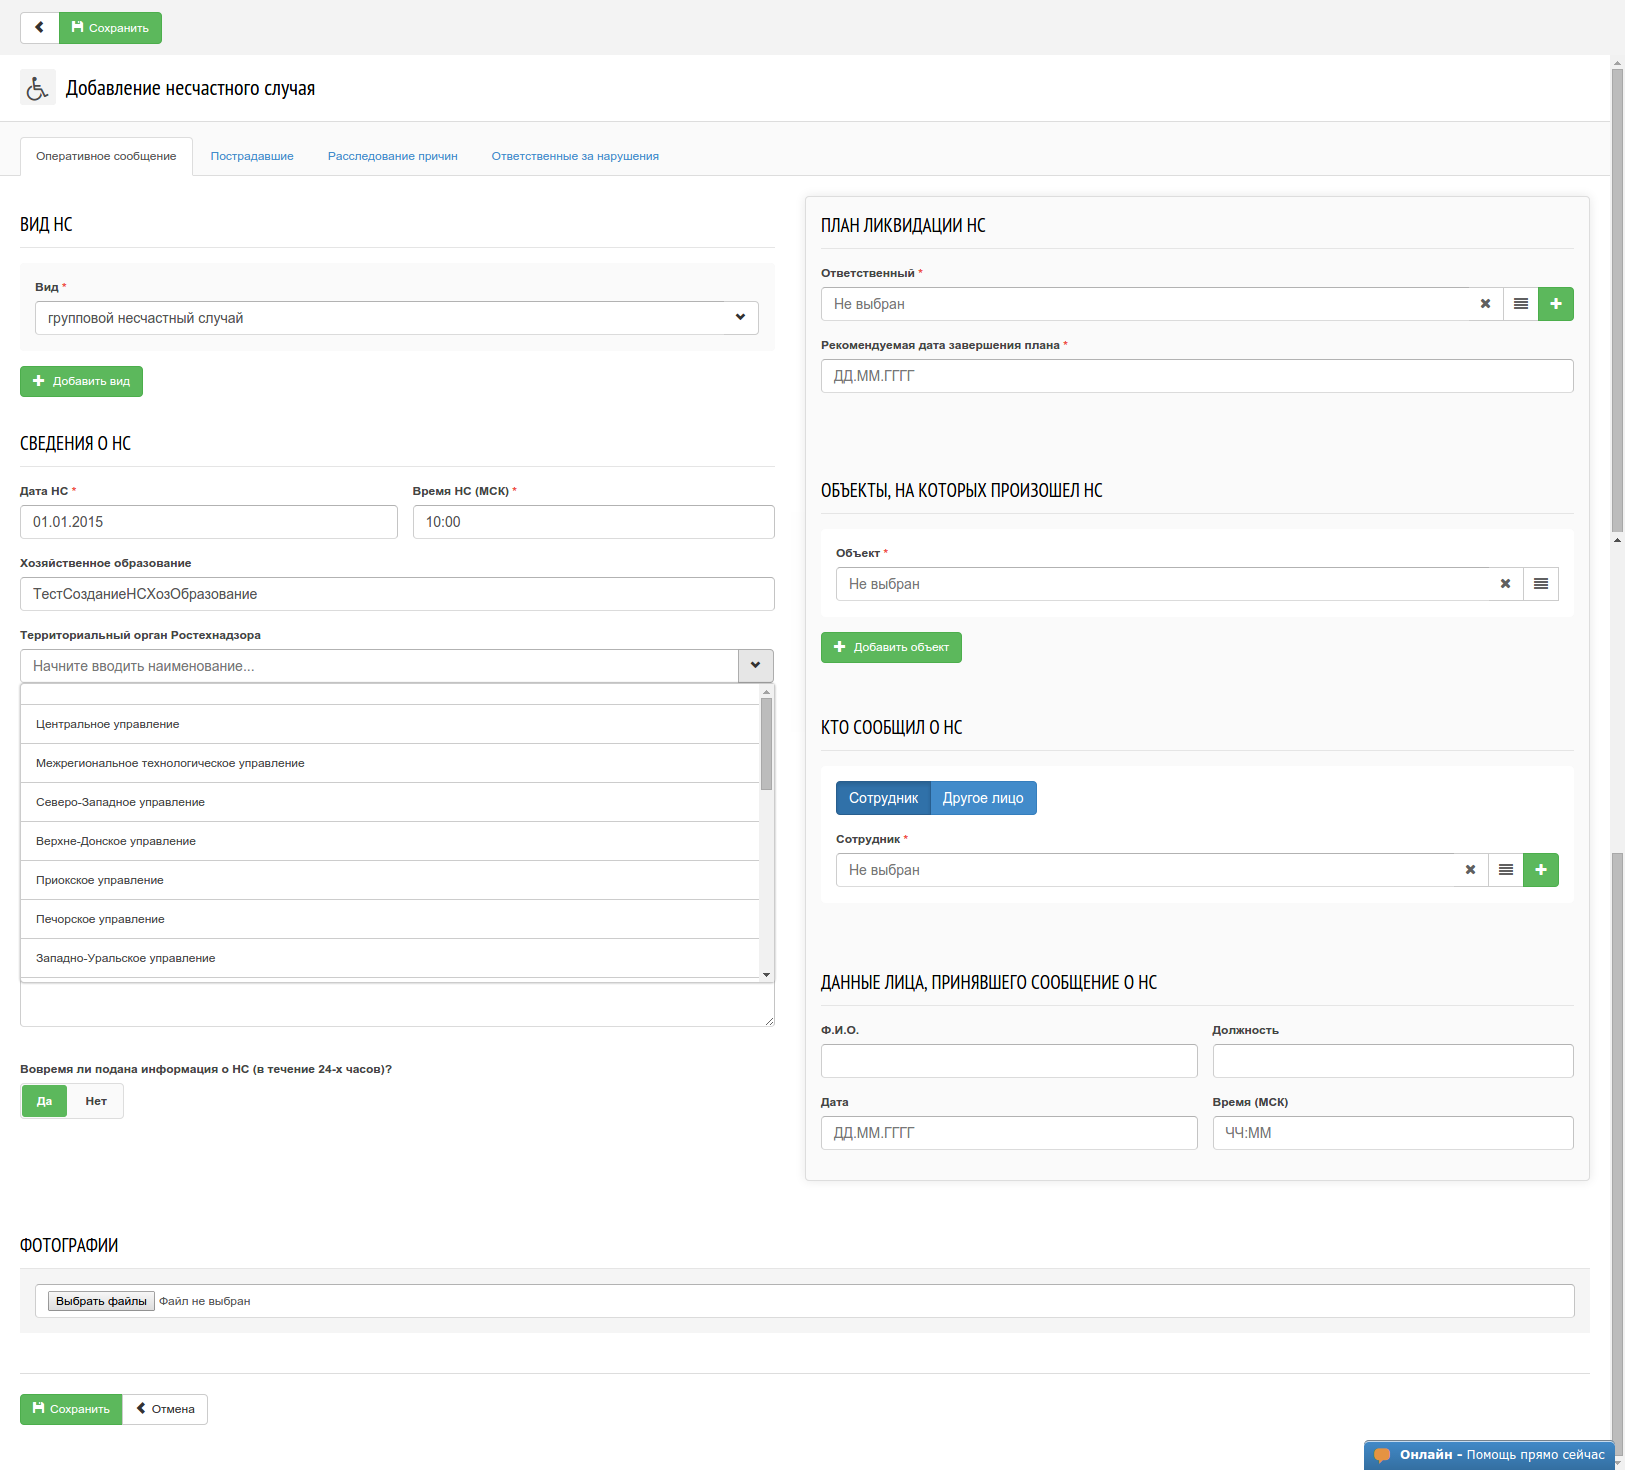 Сохранить
Добавление несчастного случая
Оперативное сообщение
Пострадавшие
Расследование причин
Ответственные за нарушения
ВИД НС
Вид *
групповой несчастный случай
Добавить вид
СВЕДЕНИЯ О НС
Дата НС *
Время НС (МСК) *
01.01.2015
10:00
Хозяйственное образование
ТестСозданиеНСХозОбразование
Территориальный орган Ростехнадзора
Начните вводить наименование...
Центральное управление
Межрегиональное технологическое управление
Северо-Западное управление
Верхне-Донское управление
Приокское управление
Печорское управление
Западно-Уральское управление
Вовремя ли подана информация о НС (в течение 24-х часов)?
Да
Нет
ПЛАН ЛИКВИДАЦИИ НС
Ответственный *
Не выбран
Рекомендуемая дата завершения плана *
ДД.ММ.ГГГГ
ОБЪЕКТЫ, НА КОТОРЫХ ПРОИЗОШЕЛ НС
Объект *
Не выбран
Добавить объект
КТО СООБЩИЛ О НС
Сотрудник
Другое лицо
Сотрудник *
Не выбран
ДАННЫЕ ЛИЦА, ПРИНЯВШЕГО СООБЩЕНИЕ О НС
Ф.И.О.
Должность
Дата
Время (МСК)
ДД.ММ.ГГГГ
ЧЧ:ММ
ФОТОГРАФИИ
Выбрать файлы Файл не выбран
Сохранить
Отмена
Онлайн - Помощь прямо сейчас